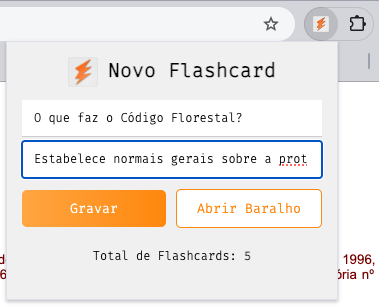 Novo Flashcard
O que faz o Código Florestal?
Estabelece normais gerais sobre a prot
Gravar
Abrir Baralho
Total de Flashcards: 5
1996,
ória nº